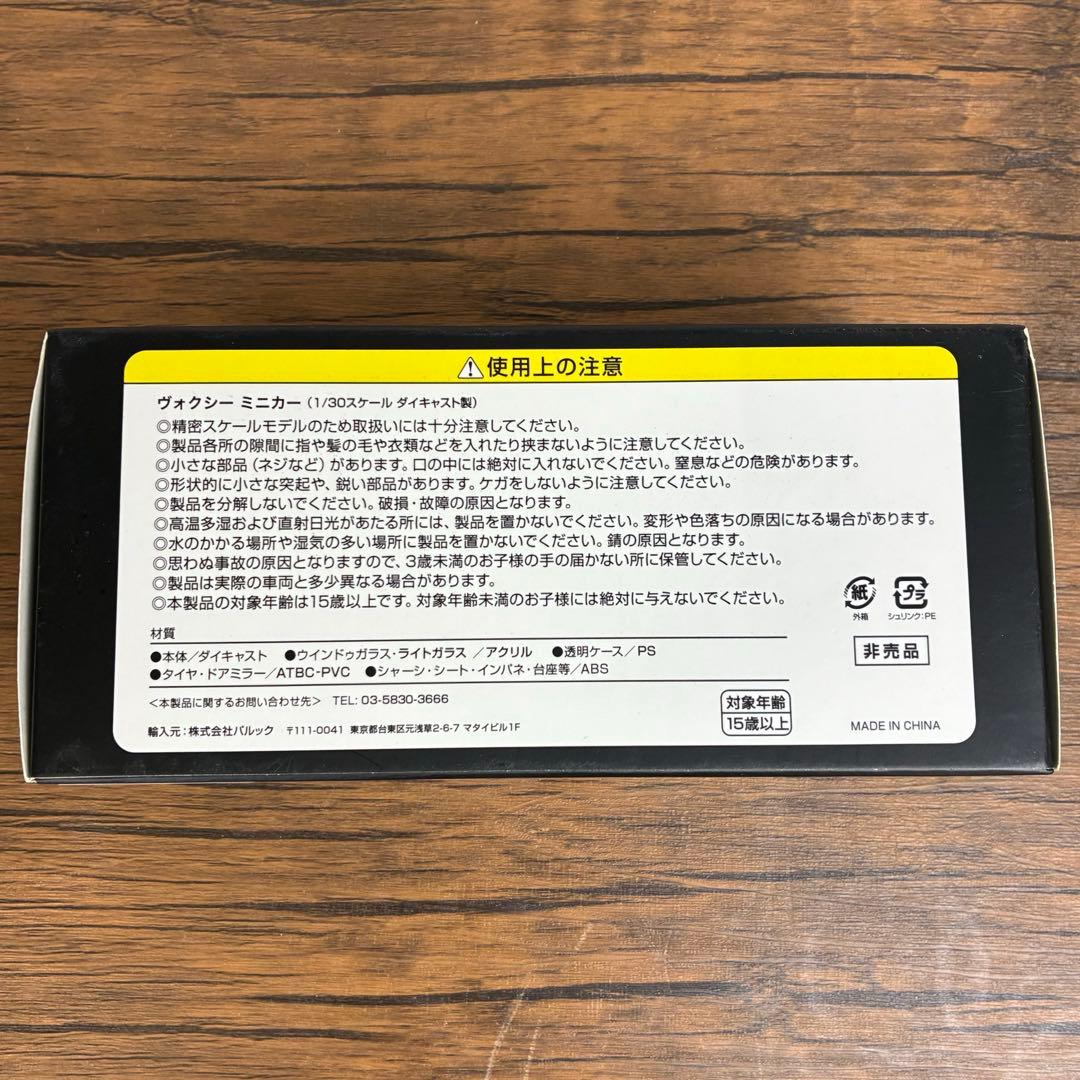 ⚠使用上の注意
ヴォクシー ミニカー（1/30スケール ダイキャスト製）
◎精密スケールモデルのため取扱いには十分注意してください。
◎製品各所の隙間に指や髪の毛や衣類などを入れたり挟まないように注意してください。
◎小さな部品（ネジなど）があります。口の中には絶対に入れないでください。窒息などの危険があります。
◎形状的に小さな突起や、鋭い部品があります。ケガをしないように注意してください。
◎製品を分解しないでください。破損・故障の原因となります。
◎高温多湿および直射日光があたる所には、製品を置かないでください。変形や色落ちの原因になる場合があります。
◎水のかかる場所や湿気の多い場所に製品を置かないでください。錆の原因となります。
◎思わぬ事故の原因となりますので、3歳未満のお子様の手の届かない所に保管してください。
◎製品は実際の車両と多少異なる場合があります。
◎本製品の対象年齢は15歳以上です。対象年齢未満のお子様には絶対に与えないでください。
紙
外箱
プラ
シュリンク:PE
非売品
材質
●本体／ダイキャスト ●ウインドゥガラス・ライトガラス ／アクリル ●透明ケース／PS
●タイヤ・ドアミラー／ATBC-PVC ●シャーシ・シート・インパネ・台座等／ABS
＜本製品に関するお問い合わせ先＞ TEL: 03-5830-3666
輸入元：株式会社バルック 〒111-0041 東京都台東区元浅草2-6-7 マタイビル1F
対象年齢
15歳以上
MADE IN CHINA